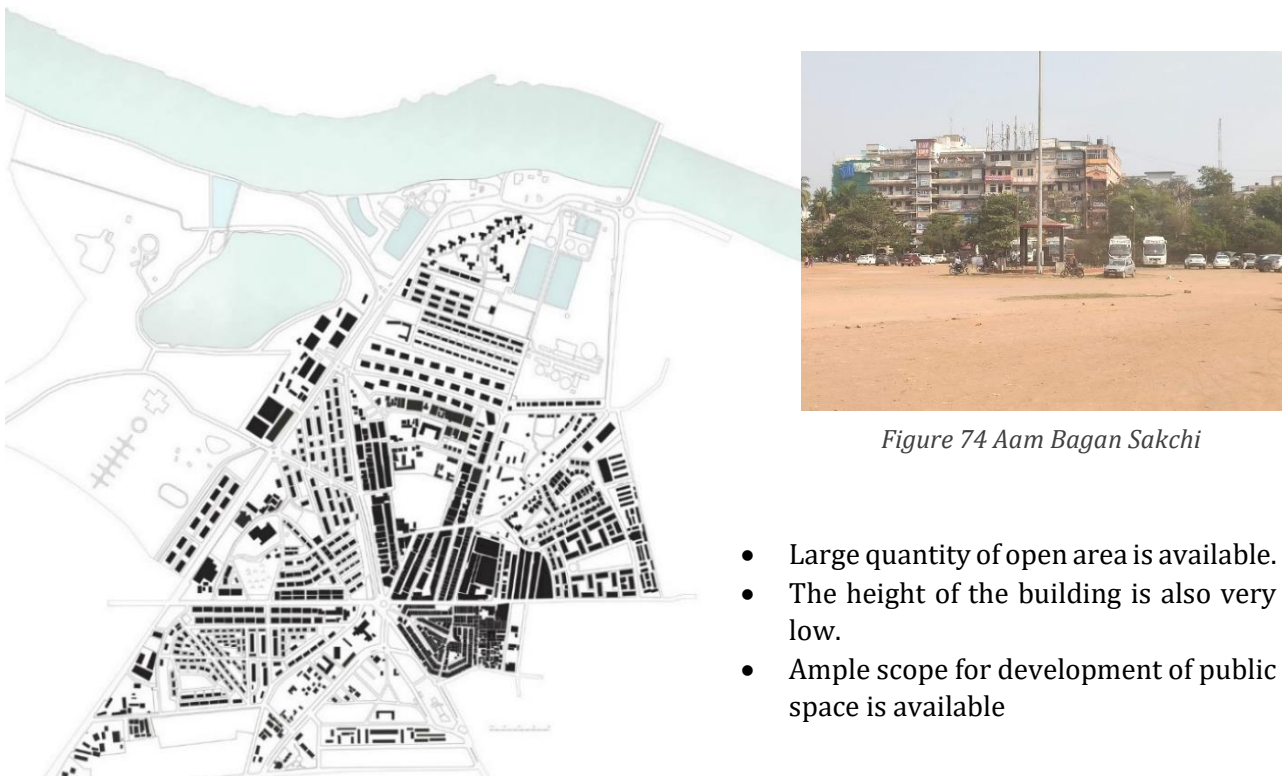 Figure 74 Aam Bagan Sakchi
• Large quantity of open area is available.
• The height of the building is also very
low.
• Ample scope for development of public
space is available